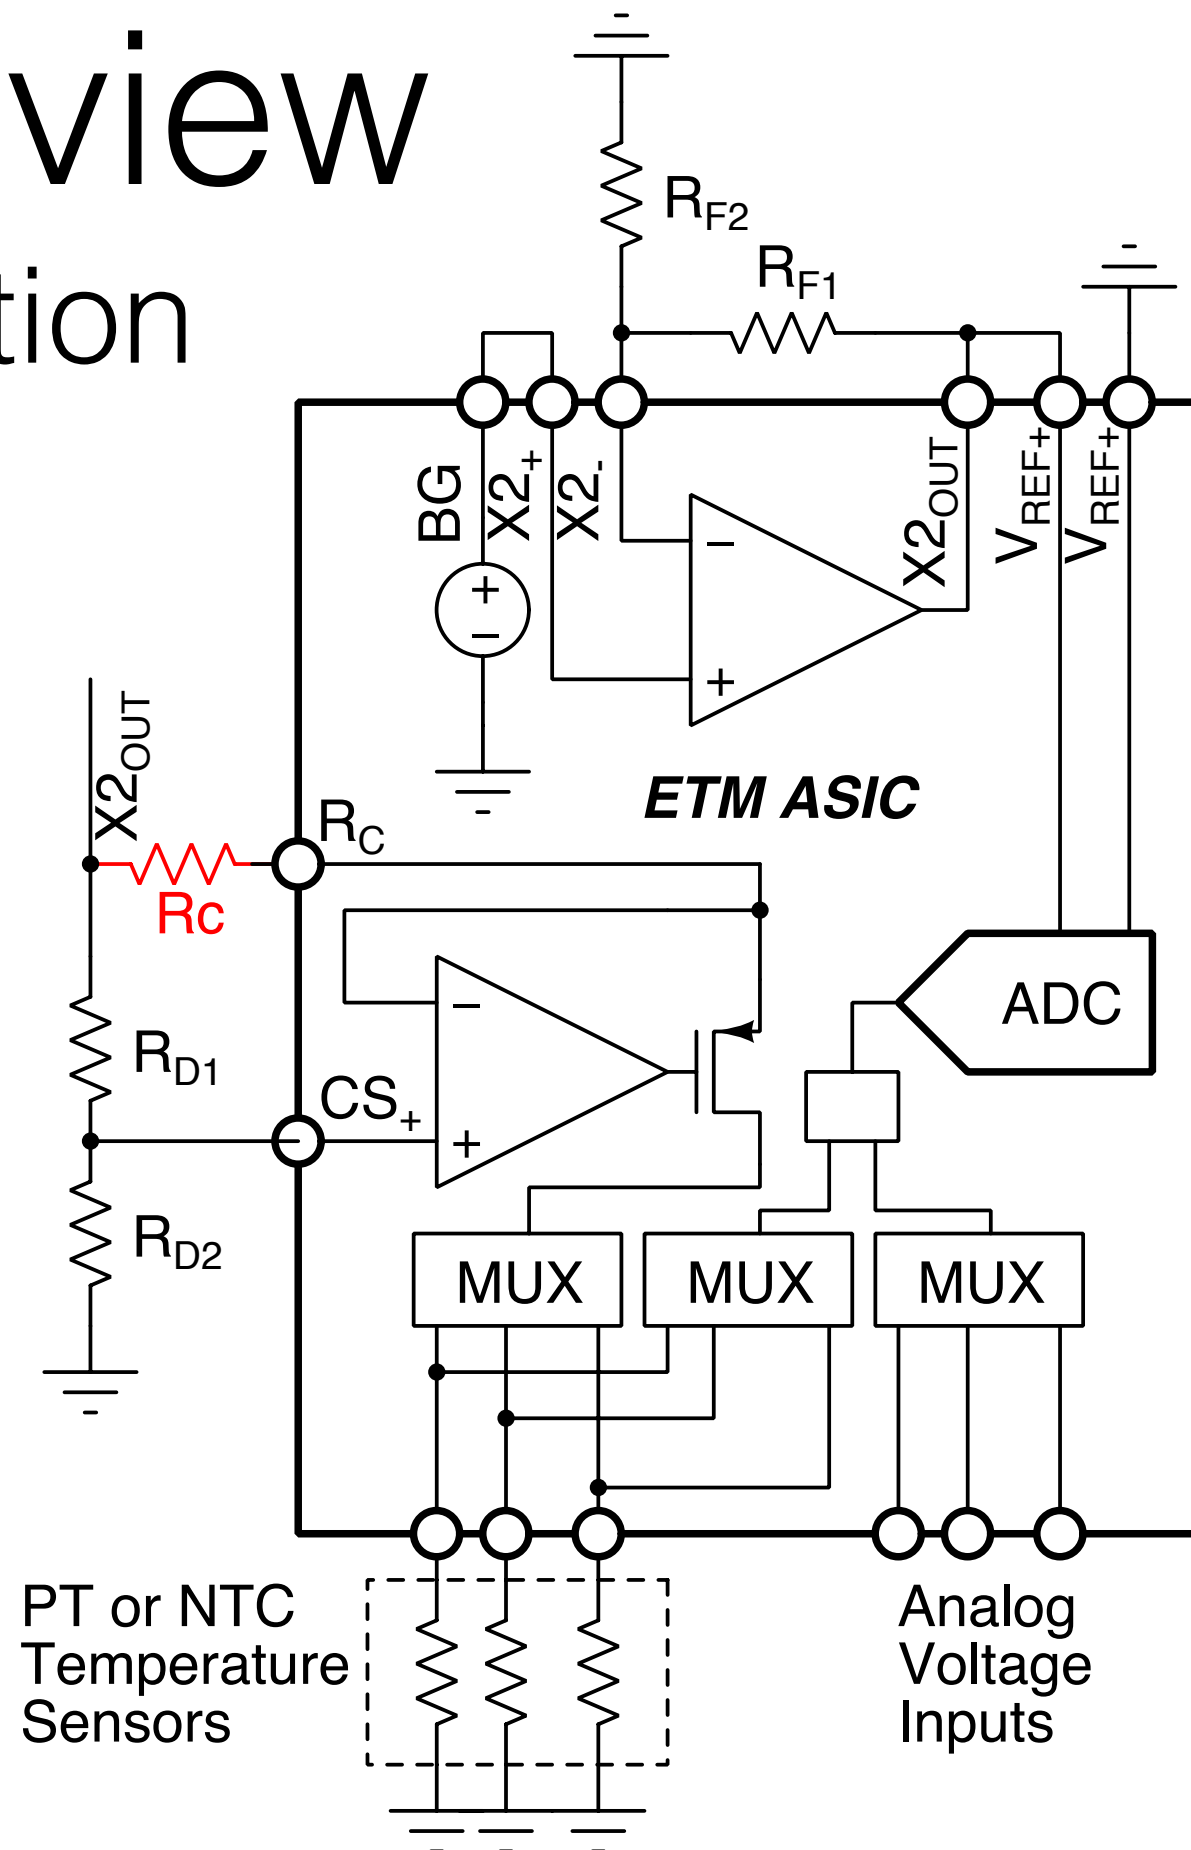 view
tion
RF2
RF1
BG
X2+
X2-
X2OUT
VREF+
VREF+
−
+
+
−
X2OUT
ETM ASIC
RC
Rc
−
ADC
RD1
CS+
+
RD2
MUX
MUX
MUX
PT or NTC
Temperature
Sensors
Analog
Voltage
Inputs